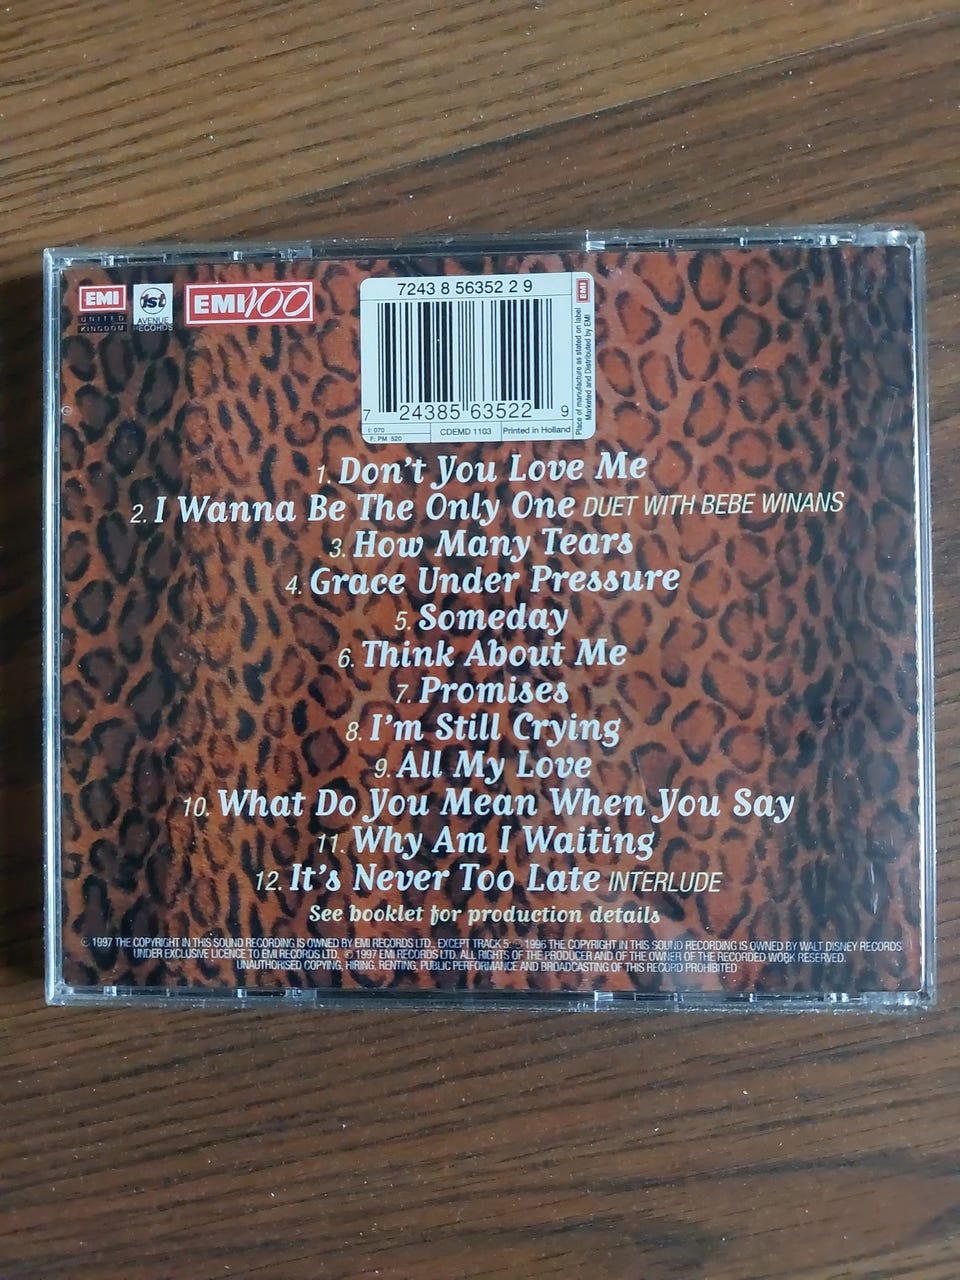 EMI
UNITED
KINGDOM
1st
AVENUE
RECORDS
EMI 100
7243 8 56352 2 9
EMI
Place of manufacture as stated on label
Marketed and Distributed by EMI
7 24385 63522 9
I: 070
F: PM 520
CDEMD 1103
Printed in Holland
1. Don't You Love Me
2. I Wanna Be The Only One DUET WITH BEBE WINANS
3. How Many Tears
4. Grace Under Pressure
5. Someday
6. Think About Me
7. Promises
8. I'm Still Crying
9. All My Love
10. What Do You Mean When You Say
11. Why Am I Waiting
12. It's Never Too Late INTERLUDE
See booklet for production details
℗ 1997 THE COPYRIGHT IN THIS SOUND RECORDING IS OWNED BY EMI RECORDS LTD., EXCEPT TRACK 5: ℗ 1996 THE COPYRIGHT IN THIS SOUND RECORDING IS OWNED BY WALT DISNEY RECORDS
UNDER EXCLUSIVE LICENCE TO EMI RECORDS LTD. © 1997 EMI RECORDS LTD. ALL RIGHTS OF THE PRODUCER AND OF THE OWNER OF THE RECORDED WORK RESERVED.
UNAUTHORISED COPYING, HIRING, RENTING, PUBLIC PERFORMANCE AND BROADCASTING OF THIS RECORD PROHIBITED